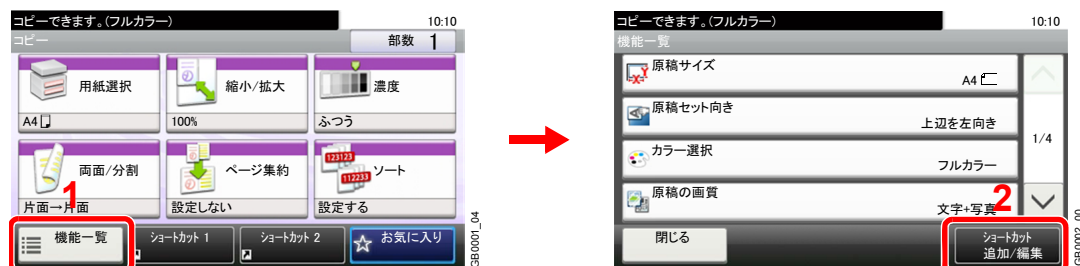 コピーできます。(フルカラー)
10:10
コピー
部数 1
用紙選択
A4
縮小/拡大
100%
濃度
ふつう
両面/分割
片面→片面
ページ集約
設定しない
123123
112233
ソート
設定する
1
機能一覧
ショートカット 1
ショートカット 2
お気に入り
GB0001_04
コピーできます。(フルカラー)
10:10
機能一覧
原稿サイズ
A4
原稿セット向き
上辺を左向き
カラー選択
フルカラー
原稿の画質
文字+写真
1/4
2
閉じる
ショートカット
追加/編集
GB0002_00